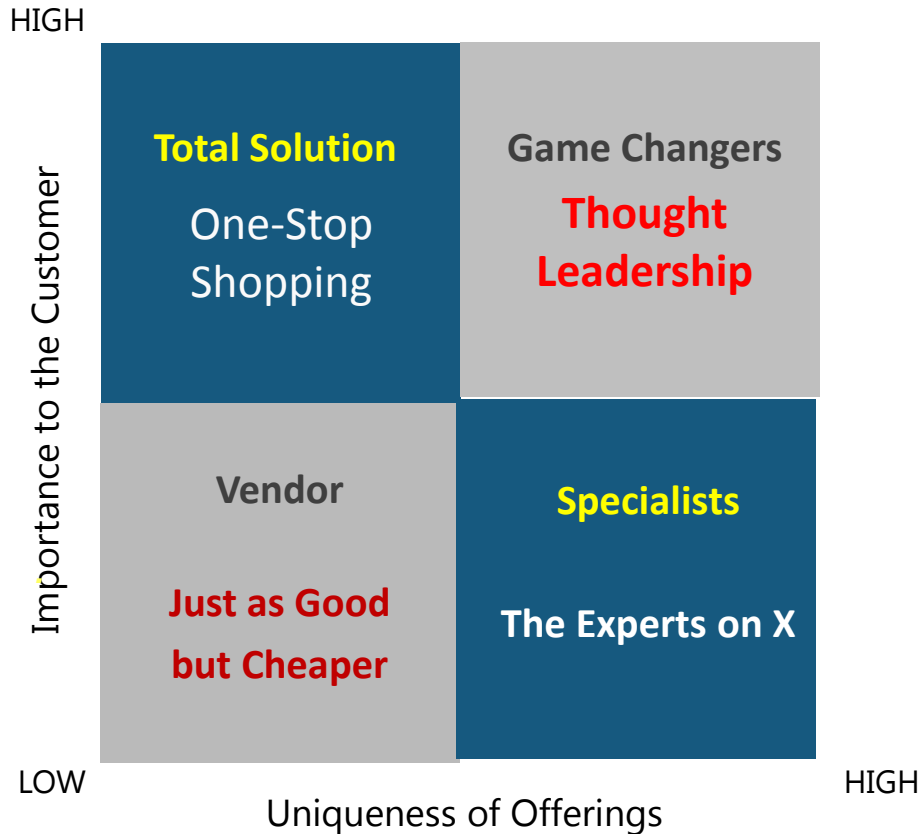 HIGH
Total Solution
One-Stop
Shopping
Game Changers
Thought
Leadership
Importance to the Customer
Vendor
Just as Good
but Cheaper
Specialists
The Experts on X
LOW
HIGH
Uniqueness of Offerings